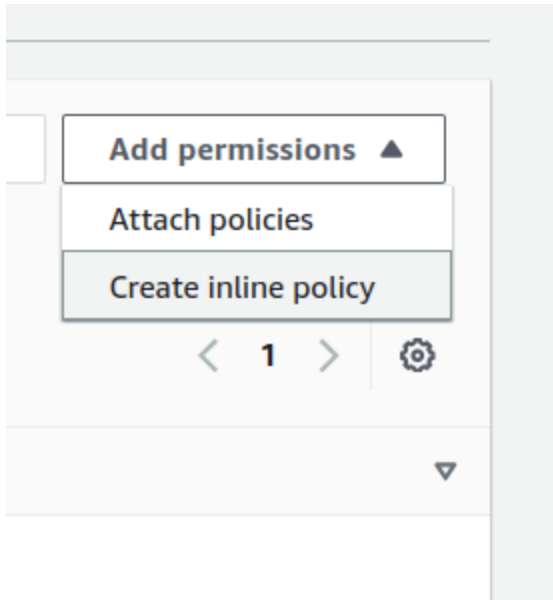 Add permissions
Attach policies
Create inline policy
1